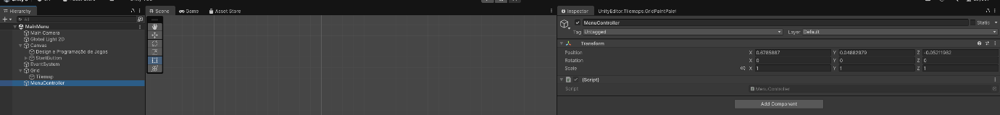 Hierarchy
All
MainMenu
Main Camera
Global Light 2D
Canvas
Design e Programação de Jogos
StartButton
EventSystem
Grid
Tilemap
MenuController
Scene Game Asset Store
Inspector UnityEditor.Tilemaps.GridPaintPalet
MenuController Static
Tag Untagged Layer Default
Transform
Position X 0.6785887 Y 0.04882979 Z -0.05211982
Rotation X 0 Y 0 Z 0
Scale X 1 Y 1 Z 1
(Script)
Script MenuController
Add Component